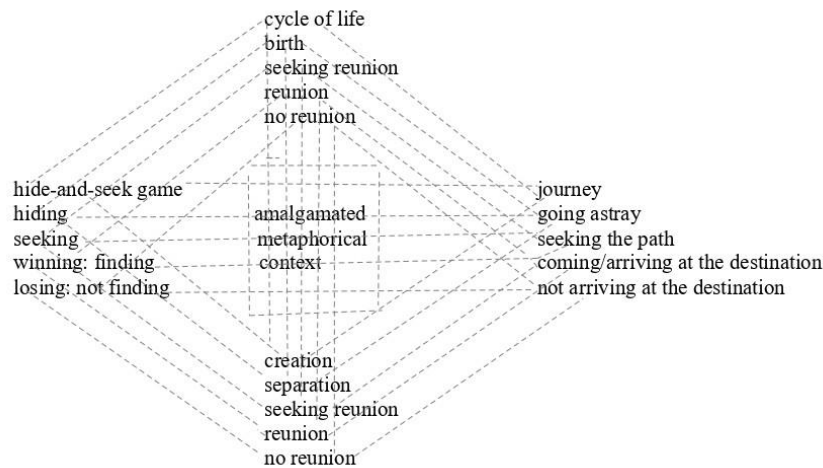 cycle of life
birth
seeking reunion
reunion
no reunion
hide-and-seek game
hiding
seeking
winning: finding
losing: not finding
amalgamated
metaphorical
context
journey
going astray
seeking the path
coming/arriving at the destination
not arriving at the destination
creation
separation
seeking reunion
reunion
no reunion